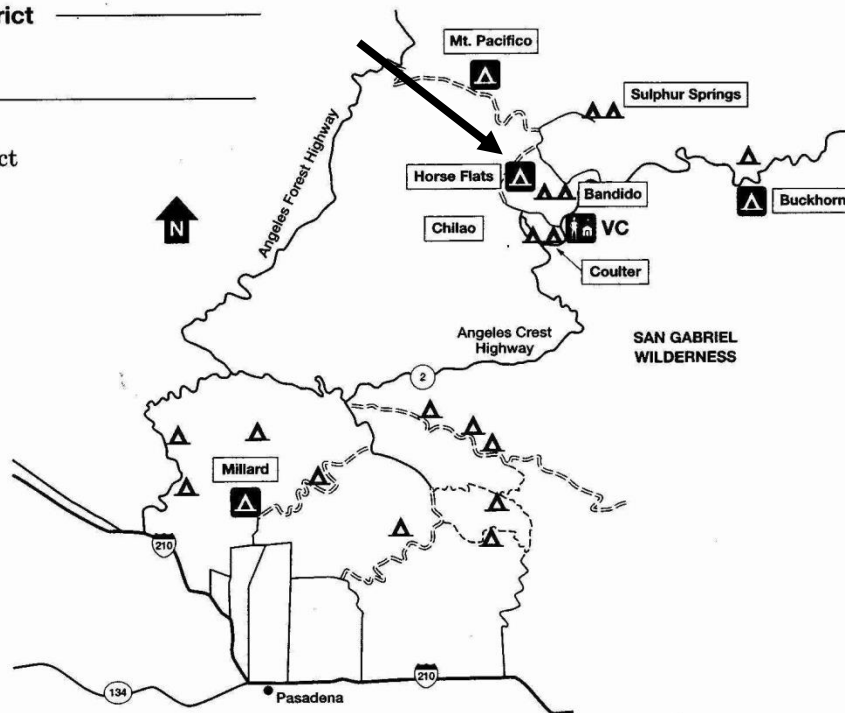 rict
ct
Mt. Pacifico
Sulphur Springs
Angeles Forest Highway
Horse Flats
Bandido
Buckhorn
N
Chilao
VC
Coulter
Angeles Crest
Highway
SAN GABRIEL
WILDERNESS
2
Millard
210
210
134
Pasadena